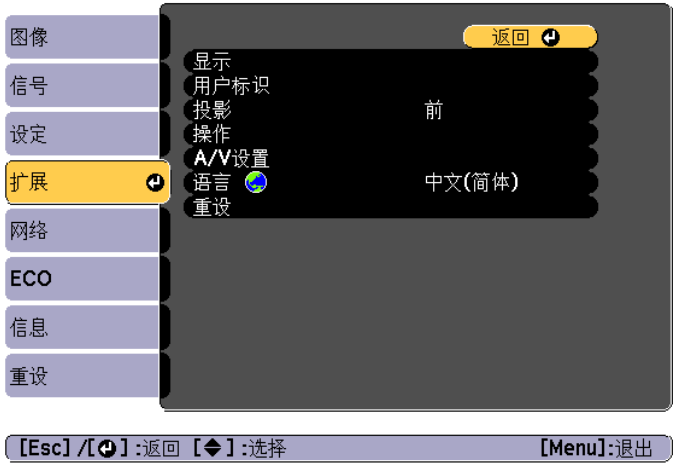 图像
信号
设定
扩展
网络
ECO
信息
重设
返回
显示
用户标识
投影 前
操作
A/V设置
语言 中文(简体)
重设
[Esc] /[ ] :返回 [ ] :选择 [Menu]:退出